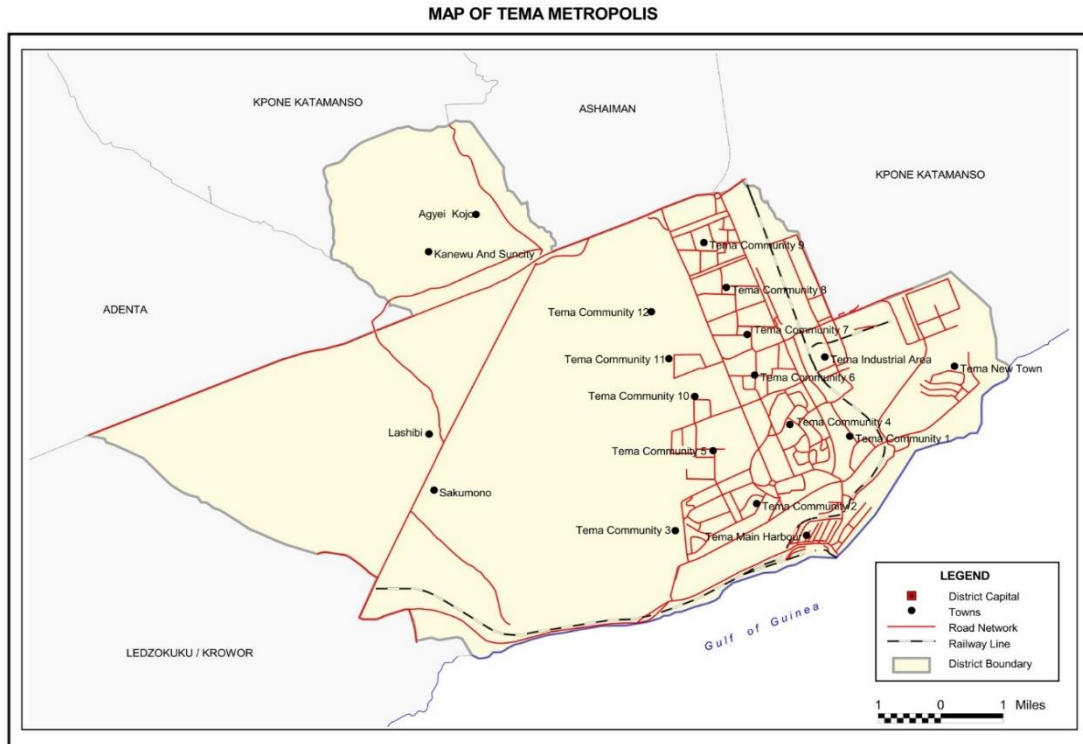 MAP OF TEMA METROPOLIS
KPONE KATAMANSO
ASHAIMAN
KPONE KATAMANSO
Agyei Kojo
Tema Community 9
Kanewu And Suncity
Tema Community 8
ADENTA
Tema Community 12
Tema Community 7
Tema Community 11
Tema Industrial Area
Tema New Town
Tema Community 6
Tema Community 10
Tema Community 4
Lashibi
Tema Community 1
Tema Community 5
Sakumono
Tema Community 2
Tema Community 3
Tema Main Harbour
Gulf of Guinea
LEDZOKUKU / KROWOR
LEGEND
District Capital
Towns
Road Network
Railway Line
District Boundary
1 0 1 Miles